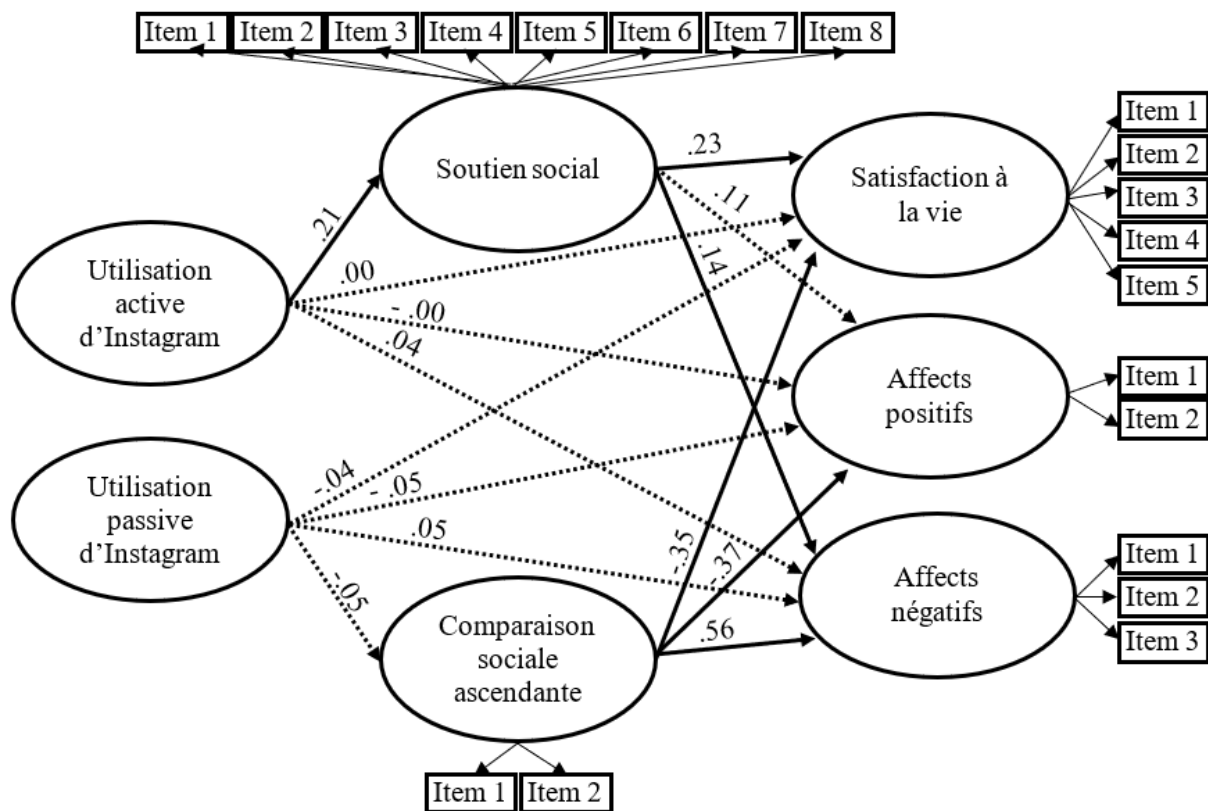 Item 1 Item 2 Item 3 Item 4 Item 5 Item 6 Item 7 Item 8
Soutien social
.23
Satisfaction à
la vie
Item 1
Item 2
Item 3
Item 4
Item 5
.21
.11
.14
Utilisation
active
d’Instagram
.00
- .00
.04
Affects
positifs
Item 1
Item 2
Utilisation
passive
d’Instagram
-.04
- .05
.05
-.05
-.35
-.37
.56
Comparaison
sociale
ascendante
Affects
négatifs
Item 1
Item 2
Item 3
Item 1 Item 2